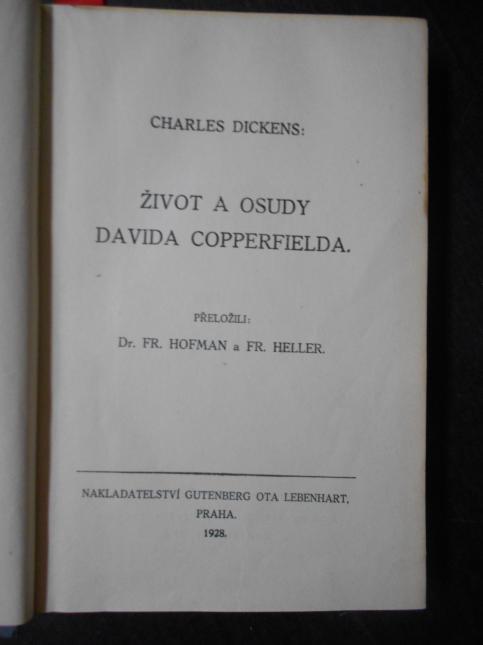 CHARLES DICKENS:
ŽIVOT A OSUDY
DAVIDA COPPERFIELDA.
PŘELOŽILI:
Dr. FR. HOFMAN a FR. HELLER.
NAKLADATELSTVÍ GUTENBERG OTA LEBENHART,
PRAHA.
1928.